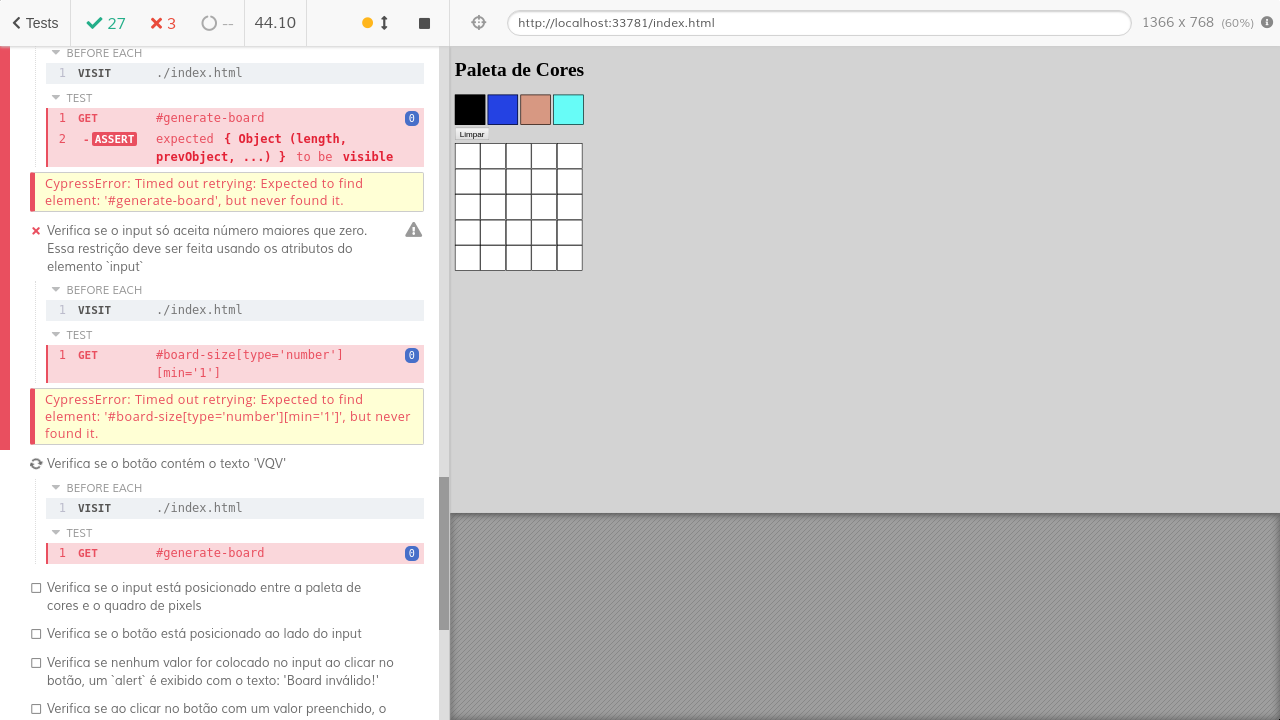 Tests
27
3
--
44.10
http://localhost:33781/index.html
1366 x 768 (60%)
BEFORE EACH
1 VISIT ./index.html
TEST
1 GET #generate-board 0
2 - ASSERT expected { Object (length,
prevObject, ...) } to be visible
CypressError: Timed out retrying: Expected to find
element: '#generate-board', but never found it.
Verifica se o input só aceita número maiores que zero.
Essa restrição deve ser feita usando os atributos do
elemento `input`
BEFORE EACH
1 VISIT ./index.html
TEST
1 GET #board-size[type='number'] 0
[min='1']
CypressError: Timed out retrying: Expected to find
element: '#board-size[type='number'][min='1']', but never
found it.
Verifica se o botão contém o texto 'VQV'
BEFORE EACH
1 VISIT ./index.html
TEST
1 GET #generate-board 0
Verifica se o input está posicionado entre a paleta de
cores e o quadro de pixels
Verifica se o botão está posicionado ao lado do input
Verifica se nenhum valor for colocado no input ao clicar no
botão, um `alert` é exibido com o texto: 'Board inválido!'
Verifica se ao clicar no botão com um valor preenchido, o
Paleta de Cores
Limpar